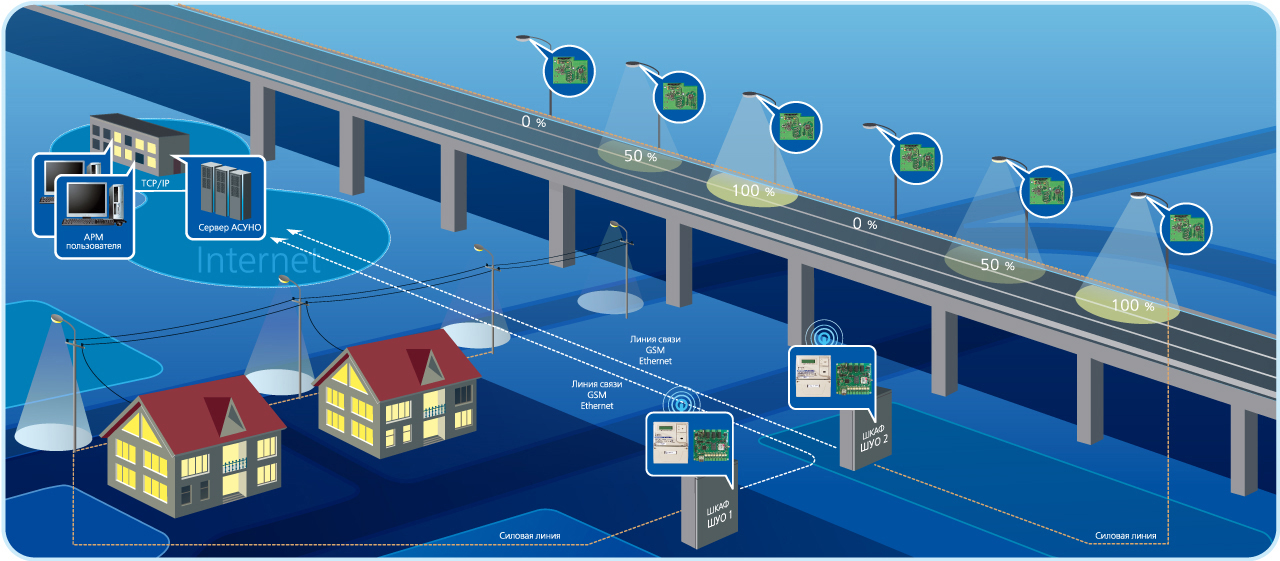 0 %
50 %
100 %
0 %
50 %
100 %
TCP/IP
АРМ
пользователя
Сервер АСУНО
Internet
Линия связи
GSM
Ethernet
Линия связи
GSM
Ethernet
ШКАФ
ШУО 2
ШКАФ
ШУО 1
Силовая линия
Силовая линия